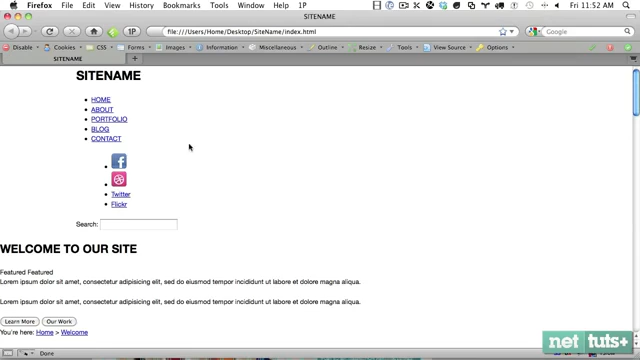 Firefox File Edit View History Bookmarks Tools Window Help 1P Fri 11:52 AM
SITENAME
1P file:///Users/Home/Desktop/SiteName/index.html Google
Disable Cookies CSS Forms Images Information Miscellaneous Outline Resize Tools View Source Options
SITENAME
SITENAME
HOME
ABOUT
PORTFOLIO
BLOG
CONTACT
Twitter
Flickr
Search:
WELCOME TO OUR SITE
Featured Featured
Lorem ipsum dolor sit amet, consectetur adipisicing elit, sed do eiusmod tempor incididunt ut labore et dolore magna aliqua.
Lorem ipsum dolor sit amet, consectetur adipisicing elit, sed do eiusmod tempor incididunt ut labore et dolore magna aliqua.
Learn More Our Work
You're here: Home > Welcome
Done
net tuts+